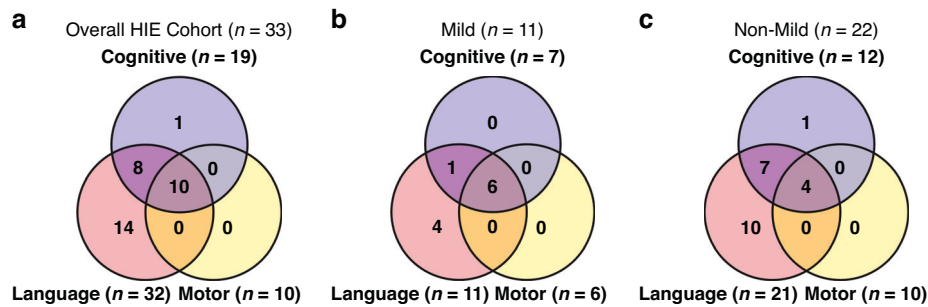 a
Overall HIE Cohort (n = 33)
Cognitive (n = 19)
1
8
0
10
14
0
0
Language (n = 32) Motor (n = 10)
b
Mild (n = 11)
Cognitive (n = 7)
0
1
0
6
4
0
0
Language (n = 11) Motor (n = 6)
c
Non-Mild (n = 22)
Cognitive (n = 12)
1
7
0
4
10
0
0
Language (n = 21) Motor (n = 10)